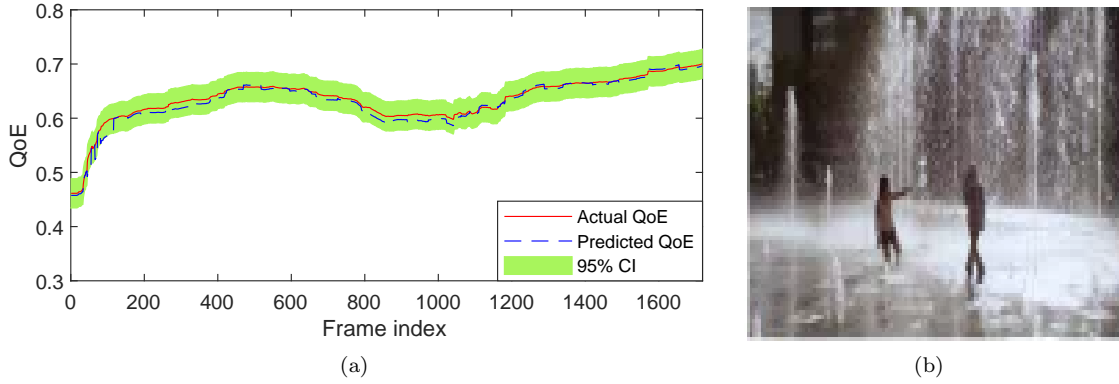 0.8
0.7
0.6
0.5
0.4
0.3
QoE
Actual QoE
Predicted QoE
95% CI
0 200 400 600 800 1000 1200 1400 1600
Frame index
(a)
(b)